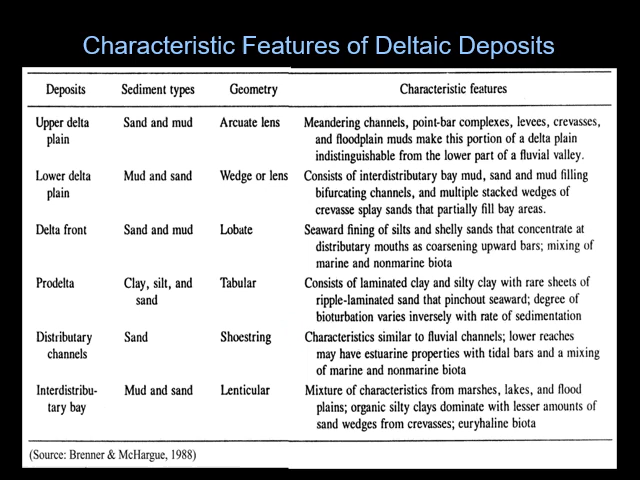 Characteristic Features of Deltaic Deposits
Deposits Sediment types Geometry Characteristic features
Upper delta Sand and mud Arcuate lens Meandering channels, point-bar complexes, levees, crevasses,
plain and floodplain muds make this portion of a delta plain
indistinguishable from the lower part of a fluvial valley.
Lower delta Mud and sand Wedge or lens Consists of interdistributary bay mud, sand and mud filling
plain bifurcating channels, and multiple stacked wedges of
crevasse splay sands that partially fill bay areas.
Delta front Sand and mud Lobate Seaward fining of silts and shelly sands that concentrate at
distributary mouths as coarsening upward bars; mixing of
marine and nonmarine biota
Prodelta Clay, silt, and Tabular Consists of laminated clay and silty clay with rare sheets of
sand ripple-laminated sand that pinchout seaward; degree of
bioturbation varies inversely with rate of sedimentation
Distributary Sand Shoestring Characteristics similar to fluvial channels; lower reaches
channels may have estuarine properties with tidal bars and a mixing
of marine and nonmarine biota
Interdistribu- Mud and sand Lenticular Mixture of characteristics from marshes, lakes, and flood
tary bay plains; organic silty clays dominate with lesser amounts of
sand wedges from crevasses; euryhaline biota
(Source: Brenner & McHargue, 1988)